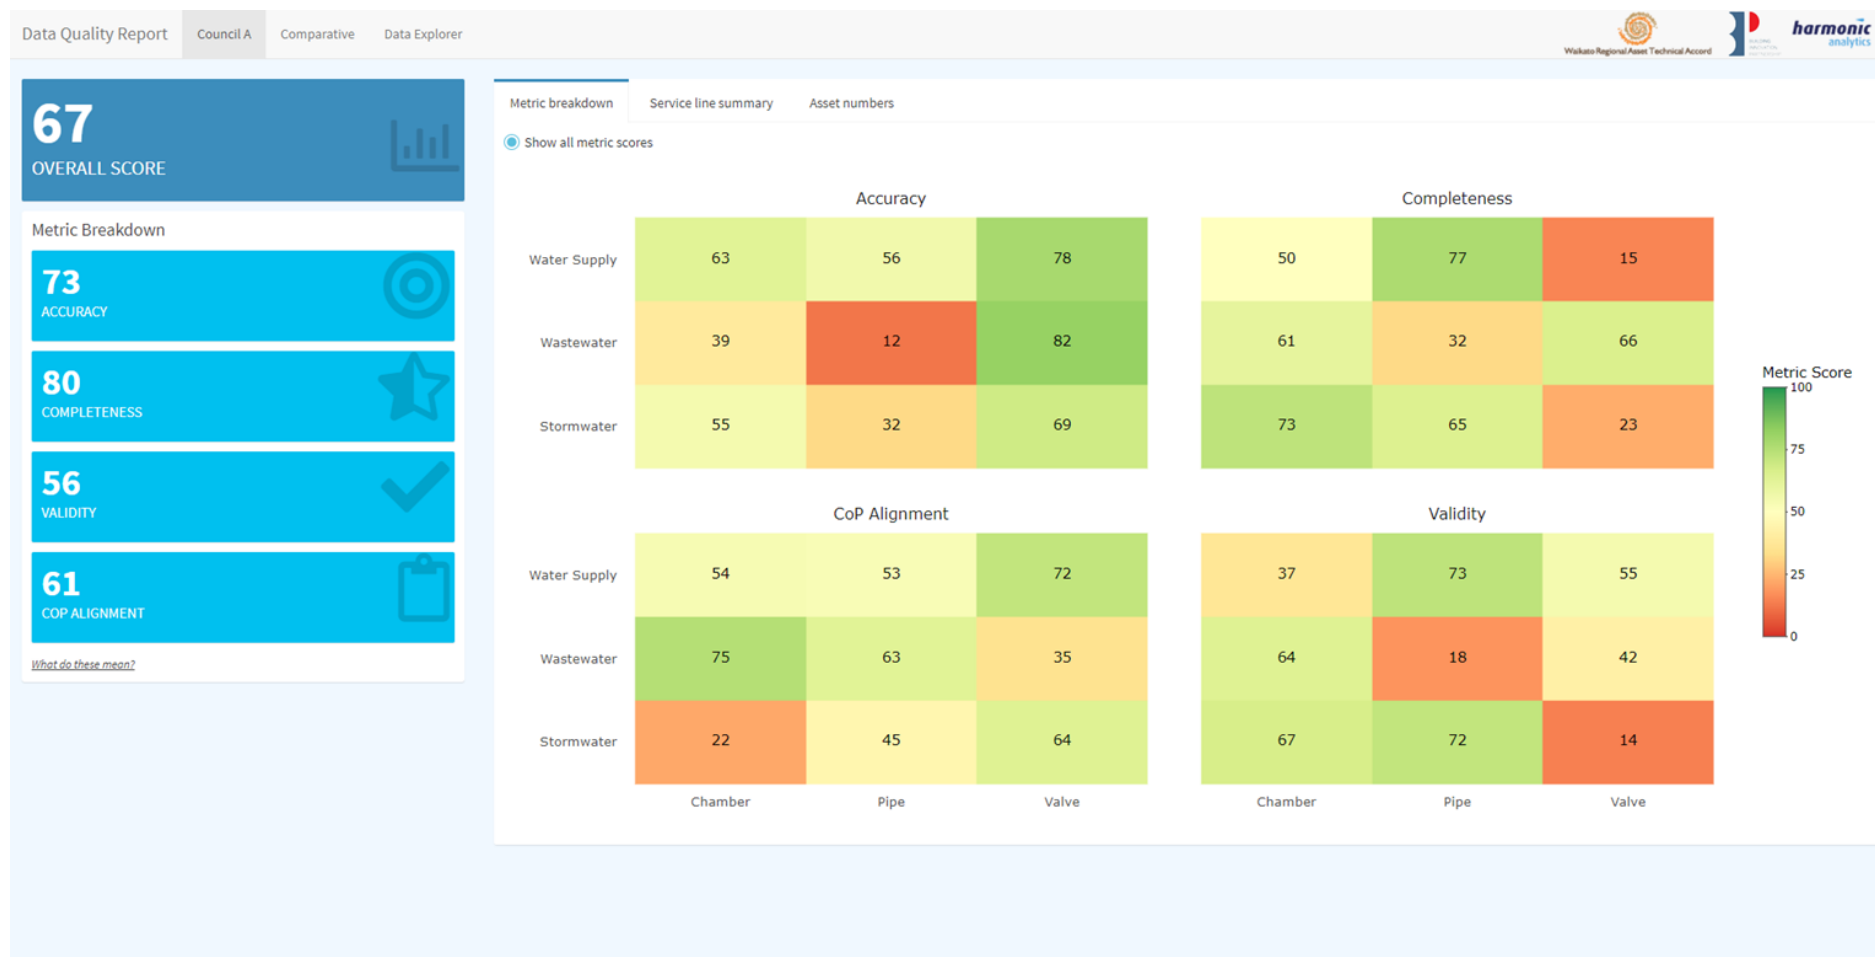 Data Quality Report Council A Comparative Data Explorer
Waikato Regional Asset Technical Accord
harmonic
analytics
67
OVERALL SCORE
Metric Breakdown
73
ACCURACY
80
COMPLETENESS
56
VALIDITY
61
COP ALIGNMENT
What do these mean?
Metric breakdown Service line summary Asset numbers
Show all metric scores
Accuracy
Water Supply 63 56 78
Wastewater 39 12 82
Stormwater 55 32 69
Completeness
50 77 15
61 32 66
73 65 23
CoP Alignment
Water Supply 54 53 72
Wastewater 75 63 35
Stormwater 22 45 64
Chamber Pipe Valve
Validity
37 73 55
64 18 42
67 72 14
Chamber Pipe Valve
Metric Score
100
75
50
25
0